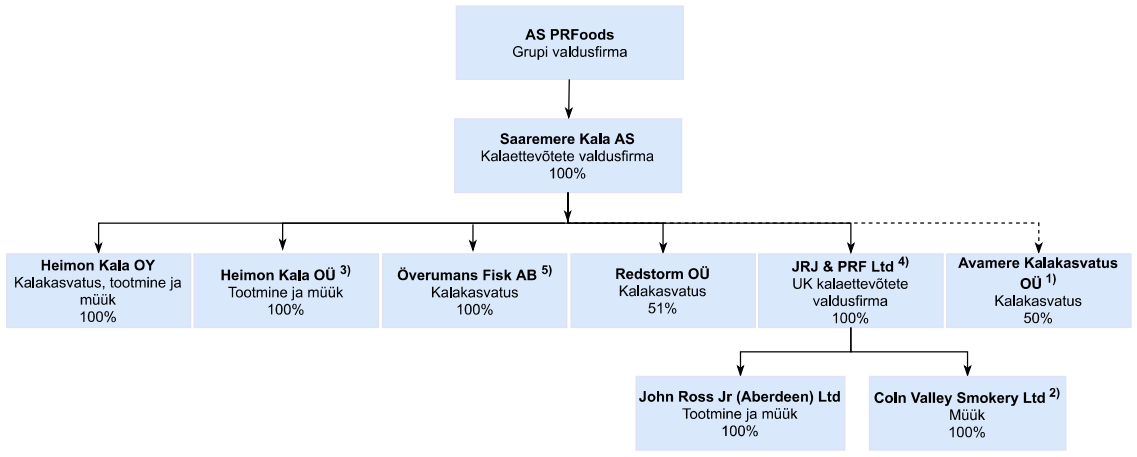 AS PRFoods
Grupi valdusfirma
Saaremere Kala AS
Kalaettevõtete valdusfirma
100%
Heimon Kala OY
Kalakasvatus, tootmine ja
müük
100%
Heimon Kala OÜ 3)
Tootmine ja müük
100%
Överumans Fisk AB 5)
Kalakasvatus
100%
Redstorm OÜ
Kalakasvatus
51%
JRJ & PRF Ltd 4)
UK kalaettevõtete
valdusfirma
100%
Avamere Kalakasvatus
OÜ 1)
Kalakasvatus
50%
John Ross Jr (Aberdeen) Ltd
Tootmine ja müük
100%
Coln Valley Smokery Ltd 2)
Müük
100%